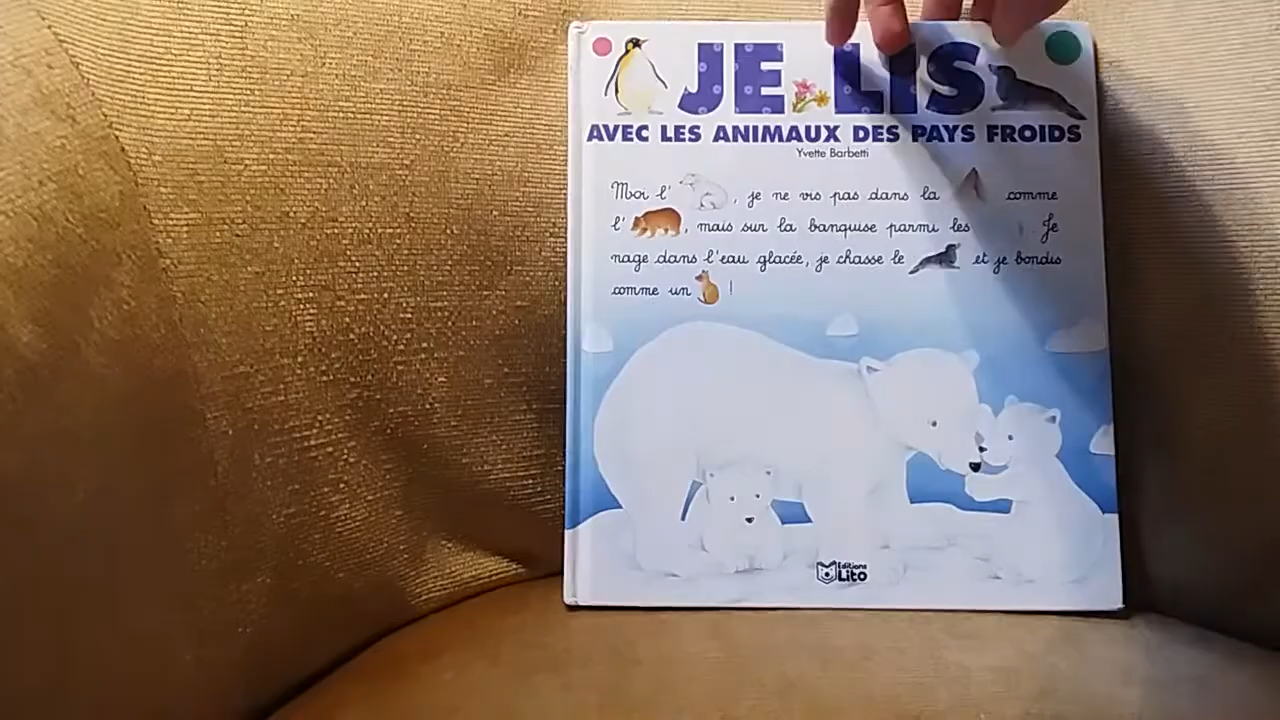 JE LIS
AVEC LES ANIMAUX DES PAYS FROIDS
Yvette Barbetti
Moi l' , je ne vis pas dans la comme
l' , mais sur la banquise parmi les . Je
nage dans l'eau glacée, je chasse le et je bondis
comme un !
Editions
Lito